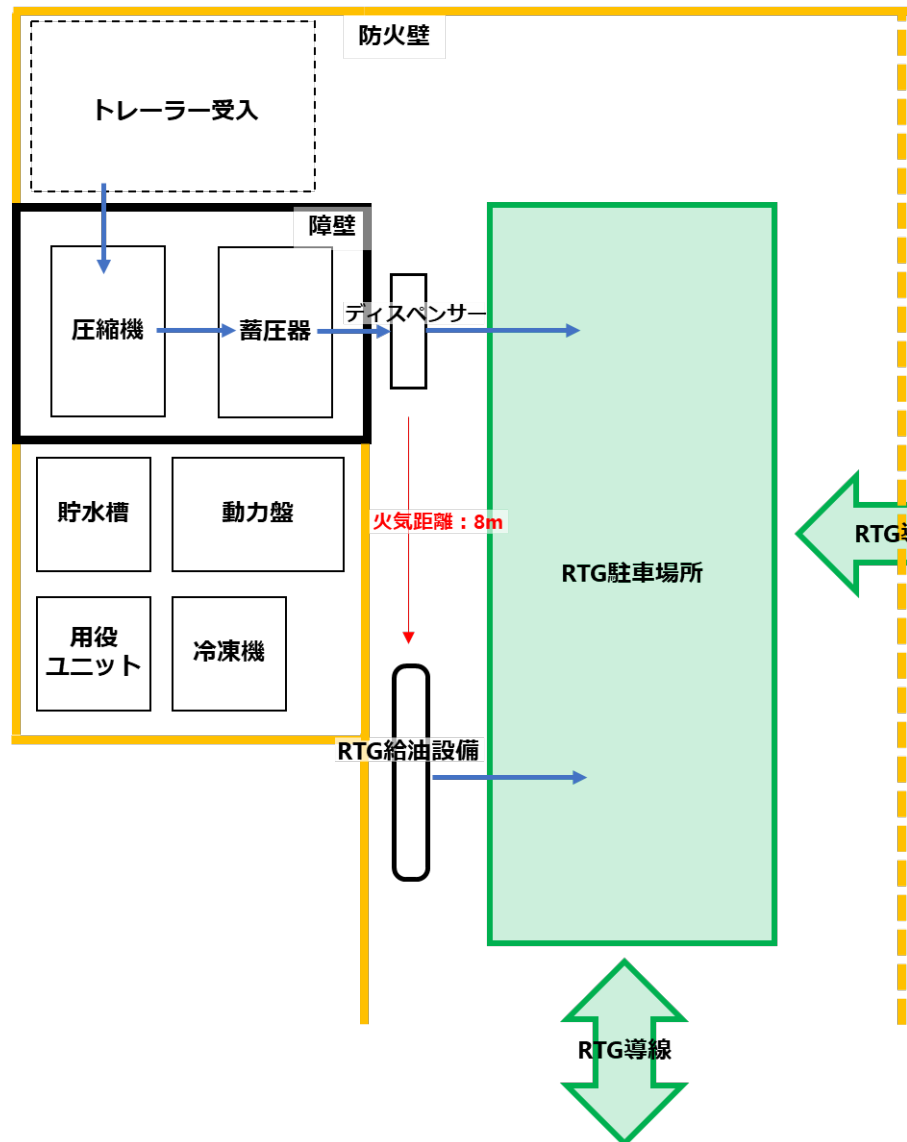 防火壁
トレーラー受入
障壁
圧縮機
蓄圧器
ディスペンサー
貯水槽
動力盤
火気距離：8m
RTG駐車場所
RTG
用役
ユニット
冷凍機
RTG給油設備
RTG導線